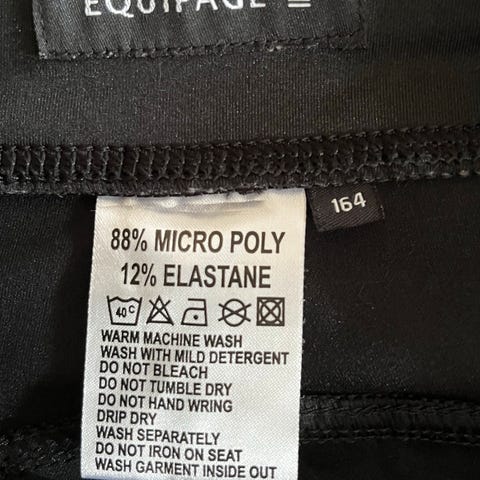 EQUIPAGE
164
88% MICRO POLY
12% ELASTANE
40C
WARM MACHINE WASH
WASH WITH MILD DETERGENT
DO NOT BLEACH
DO NOT TUMBLE DRY
DO NOT HAND WRING
DRIP DRY
WASH SEPARATELY
DO NOT IRON ON SEAT
WASH GARMENT INSIDE OUT